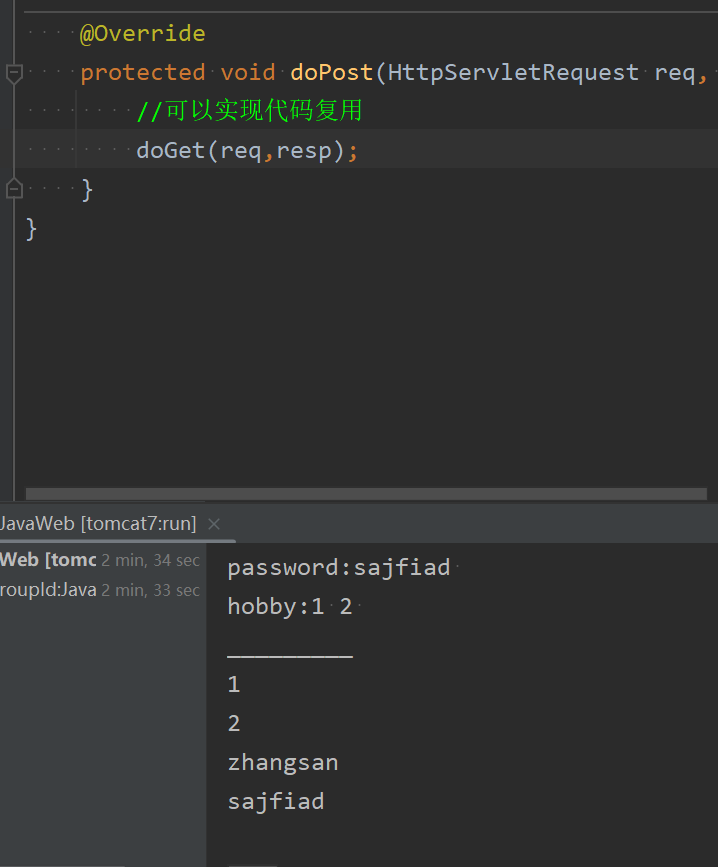 @Override
protected void doPost(HttpServletRequest req,
//可以实现代码复用
doGet(req,resp);
}
}
JavaWeb [tomcat7:run] ×
Web [tomc 2 min, 34 sec
roupId:Java 2 min, 33 sec
password:sajfiad
hobby:1 2
_________
1
2
zhangsan
sajfiad